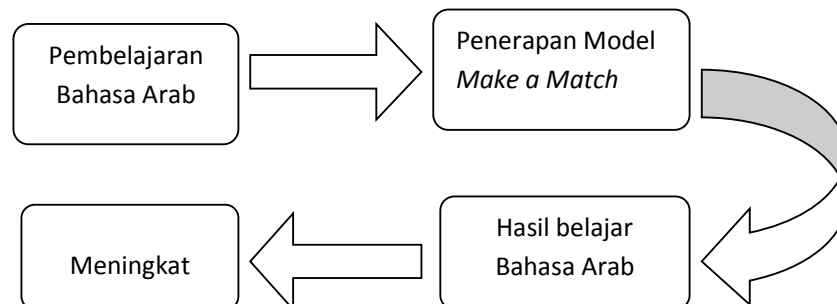 Pembelajaran
Bahasa Arab
Penerapan Model
Make a Match
Hasil belajar
Bahasa Arab
Meningkat